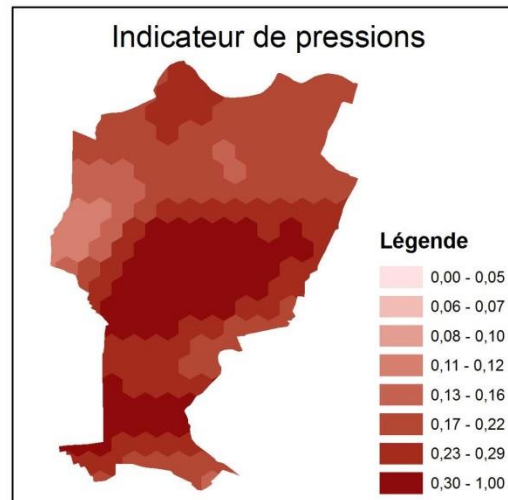 Indicateur de pressions
Légende
0,00 - 0,05
0,06 - 0,07
0,08 - 0,10
0,11 - 0,12
0,13 - 0,16
0,17 - 0,22
0,23 - 0,29
0,30 - 1,00